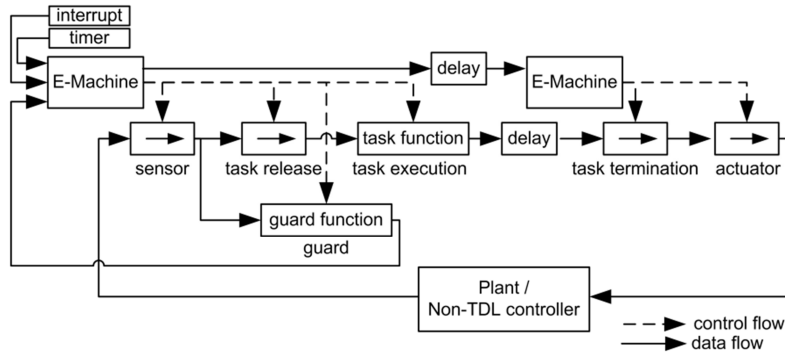 interrupt
timer
E-Machine
delay
E-Machine
task function
delay
sensor
task release
task execution
task termination
actuator
guard function
guard
Plant /
Non-TDL controller
control flow
data flow